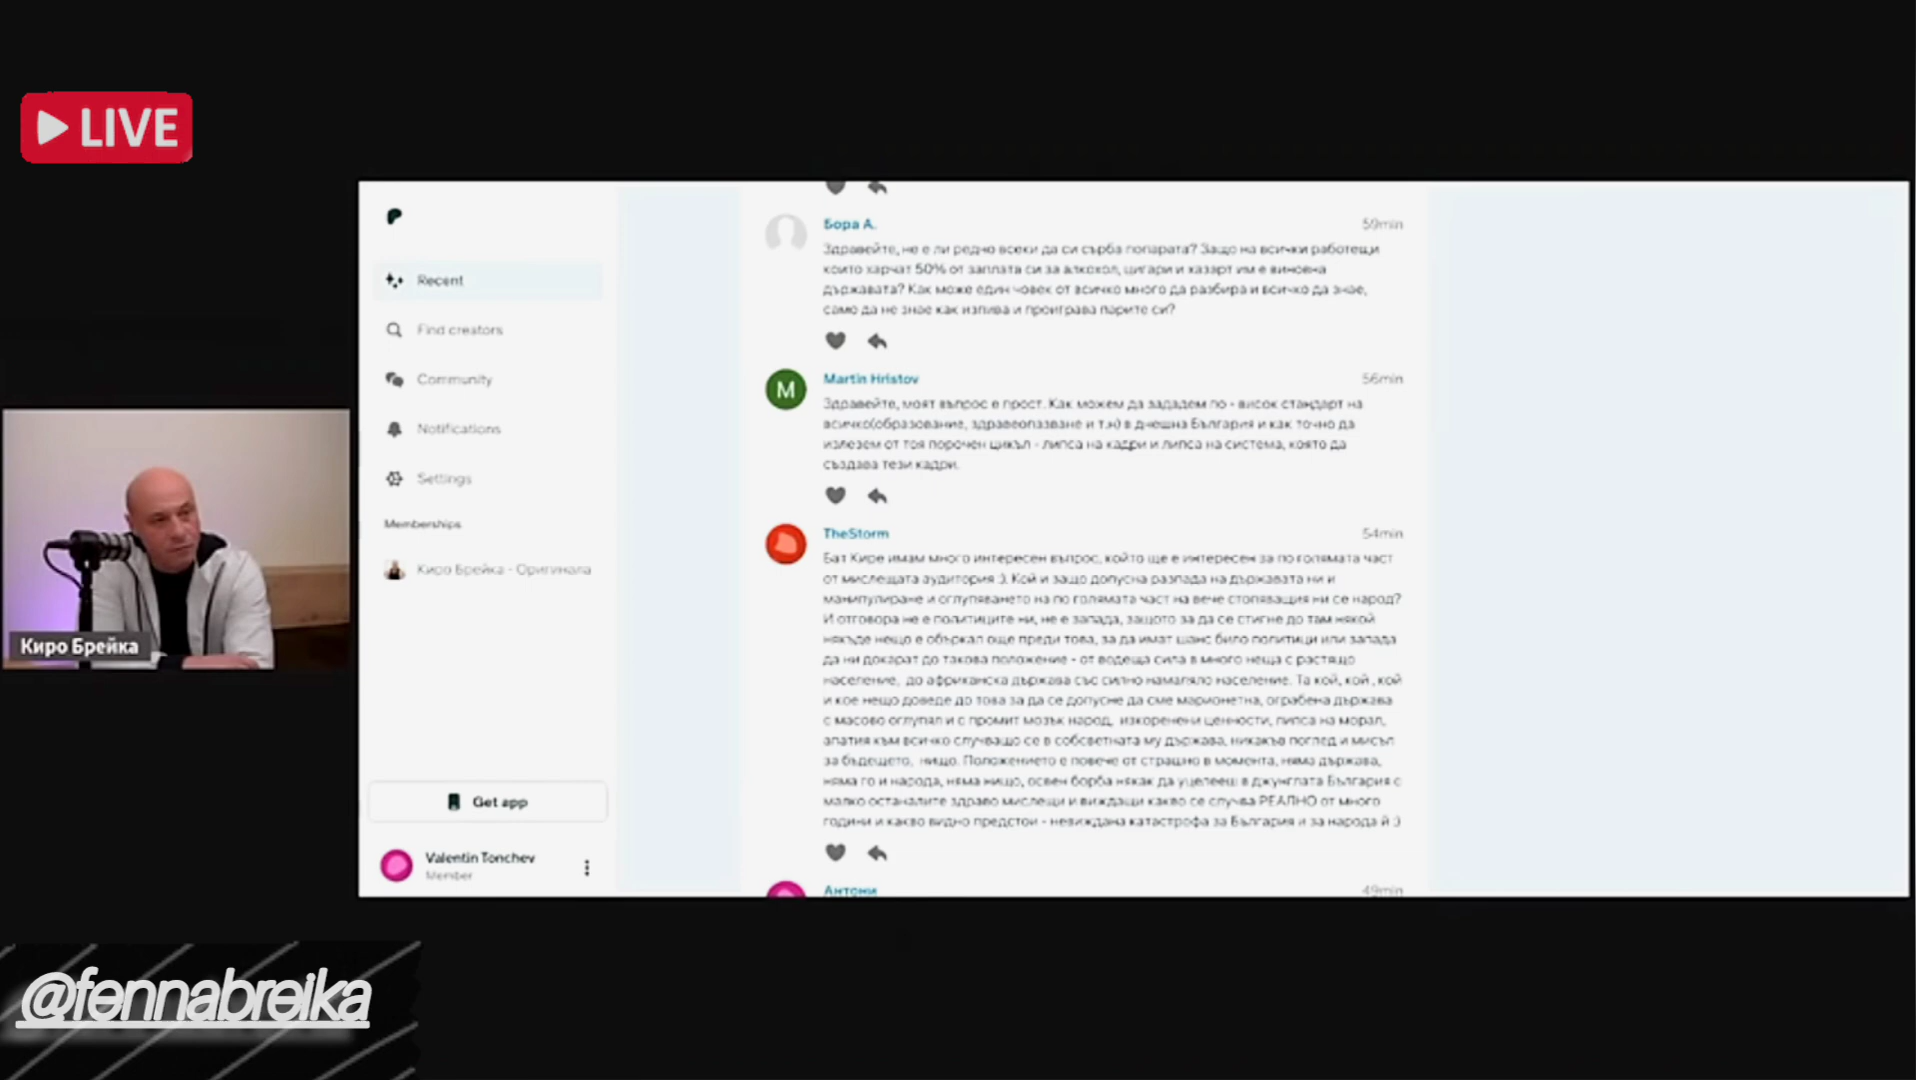 LIVE
Recent
Find creators
Community
Notifications
Settings
Memberships
Киро Брейка - Оригинала
Get app
Valentin Tonchev
Member
Бора А.
59min
Здравейте, не е ли редно всеки да си сърба попарата? Защо на всички работещи
които харчат 50% от заплата си за алкохол, цигари и хазарт им е виновна
държавата? Как може един човек от всичко много да разбира и всичко да знае,
само да не знае как изпива и проиграва парите си?
Martin Hristov
56min
Здравейте, моят въпрос е прост. Как можем да зададем по - висок стандарт на
всичко(образование, здравеопазване и т.н) в днешна България и как точно да
излезем от тоя порочен цикъл - липса на кадри и липса на система, която да
създава тези кадри.
TheStorm
54min
Бат Кире имам много интересен въпрос, който ще е интересен за по голямата част
от мислещата аудитория :). Кой и защо допусна разпада на държавата ни и
манипулиране и оглупяването на по голямата част на вече стопяващия ни се народ?
И отговора не е политиците ни, не е запада, защото за да се стигне до там някой
някъде нещо е объркал още преди това, за да имат шанс било политици или запада
да ни докарат до такова положение - от водеща сила в много неща с растящо
население, до африканска държава със силно намаляло население. Та кой, кой , кой
и кое нещо доведе до това за да се допусне да сме марионетна, ограбена държава
с масово оглупял и с промит мозък народ, изкоренени ценности, липса на морал,
апатия към всичко случващо се в собсветната му държава, никакъв поглед и мисъл
за бъдещето, нищо. Положението е повече от страшно в момента, няма държава,
няма го и народа, няма нищо, освен борба някак да уцелееш в джунглата България с
малко останалите здраво мислещи и виждащи какво се случва РЕАЛНО от много
години и какво видно предстои - невиждана катастрофа за България и за народа й :)
Антони
49min
Киро Брейка
@fennabreika